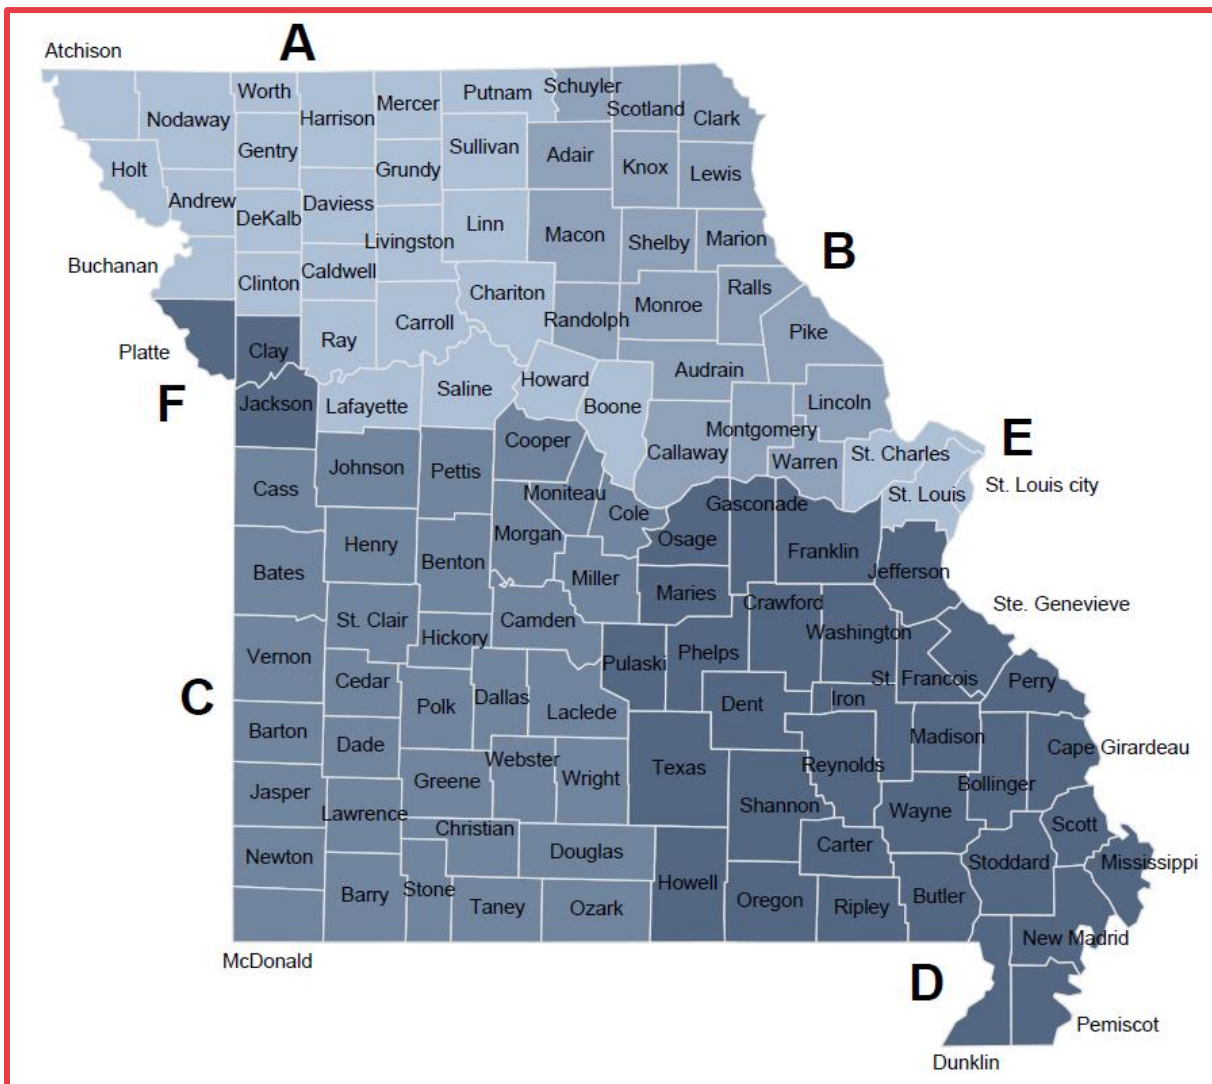 A
Atchison
Worth
Putnam
Schuyler
Mercer
Scotland
Nodaway
Harrison
Clark
Gentry
Sullivan
Adair
Holt
Grundy
Knox
Lewis
Andrew
DeKalb
Daviess
Linn
Macon
Livingston
Shelby
Marion
B
Buchanan
Clinton
Caldwell
Chariton
Ralls
Monroe
Randolph
Carroll
Pike
Platte
Clay
Ray
Audrain
Howard
Saline
F
Jackson
Lafayette
Boone
Lincoln
Montgomery
Cooper
E
Callaway
St. Charles
Warren
Johnson
Pettis
Cass
St. Louis
St. Louis city
Moniteau
Gasconade
Cole
Morgan
Osage
Henry
Franklin
Benton
Bates
Miller
Jefferson
Maries
Crawford
Ste. Genevieve
St. Clair
Camden
Washington
Hickory
Vernon
Pulaski
Phelps
Cedar
St. Francois
Perry
C
Polk
Dallas
Laclede
Dent
Iron
Barton
Dade
Madison
Cape Girardeau
Webster
Reynolds
Texas
Greene
Wright
Bollinger
Jasper
Shannon
Lawrence
Wayne
Christian
Scott
Carter
Newton
Douglas
Stoddard
Mississippi
Howell
Stone
Barry
Butler
Oregon
Taney
Ozark
Ripley
New Madrid
McDonald
D
Pemiscot
Dunklin